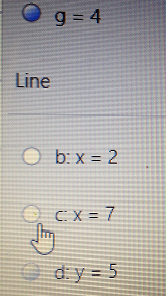 g = 4
Line
b: x = 2
c: x = 7
d: y = 5